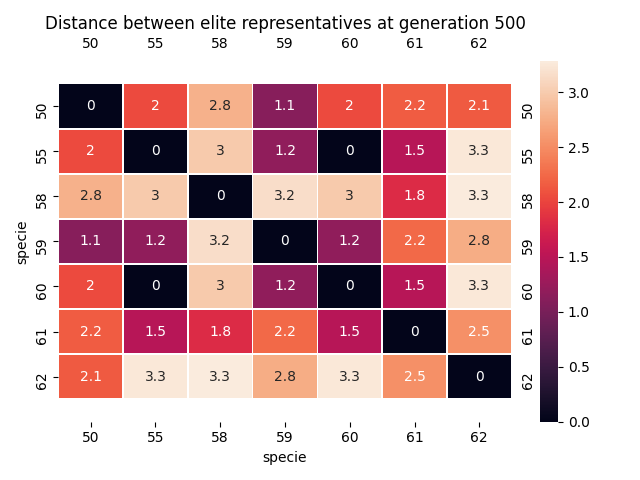 Distance between elite representatives at generation 500
50 55 58 59 60 61 62
50 0 2 2.8 1.1 2 2.2 2.1 50
55 2 0 3 1.2 0 1.5 3.3 55
58 2.8 3 0 3.2 3 1.8 3.3 58
59 1.1 1.2 3.2 0 1.2 2.2 2.8 59
60 2 0 3 1.2 0 1.5 3.3 60
61 2.2 1.5 1.8 2.2 1.5 0 2.5 61
62 2.1 3.3 3.3 2.8 3.3 2.5 0 62
50 55 58 59 60 61 62
specie
specie
3.0
2.5
2.0
1.5
1.0
0.5
0.0